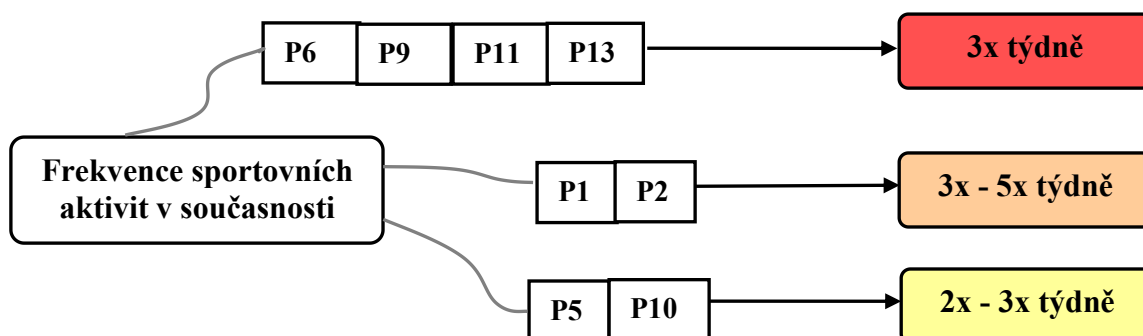 P6 P9 P11 P13
3x týdně
Frekvence sportovních
aktivit v současnosti
P1 P2
3x - 5x týdně
P5 P10
2x - 3x týdně